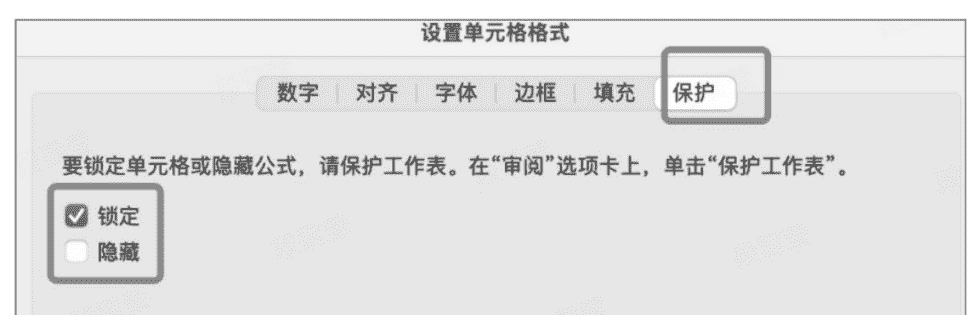 设置单元格格式
数字 对齐 字体 边框 填充 保护
要锁定单元格或隐藏公式，请保护工作表。在“审阅”选项卡上，单击“保护工作表”。
锁定
隐藏